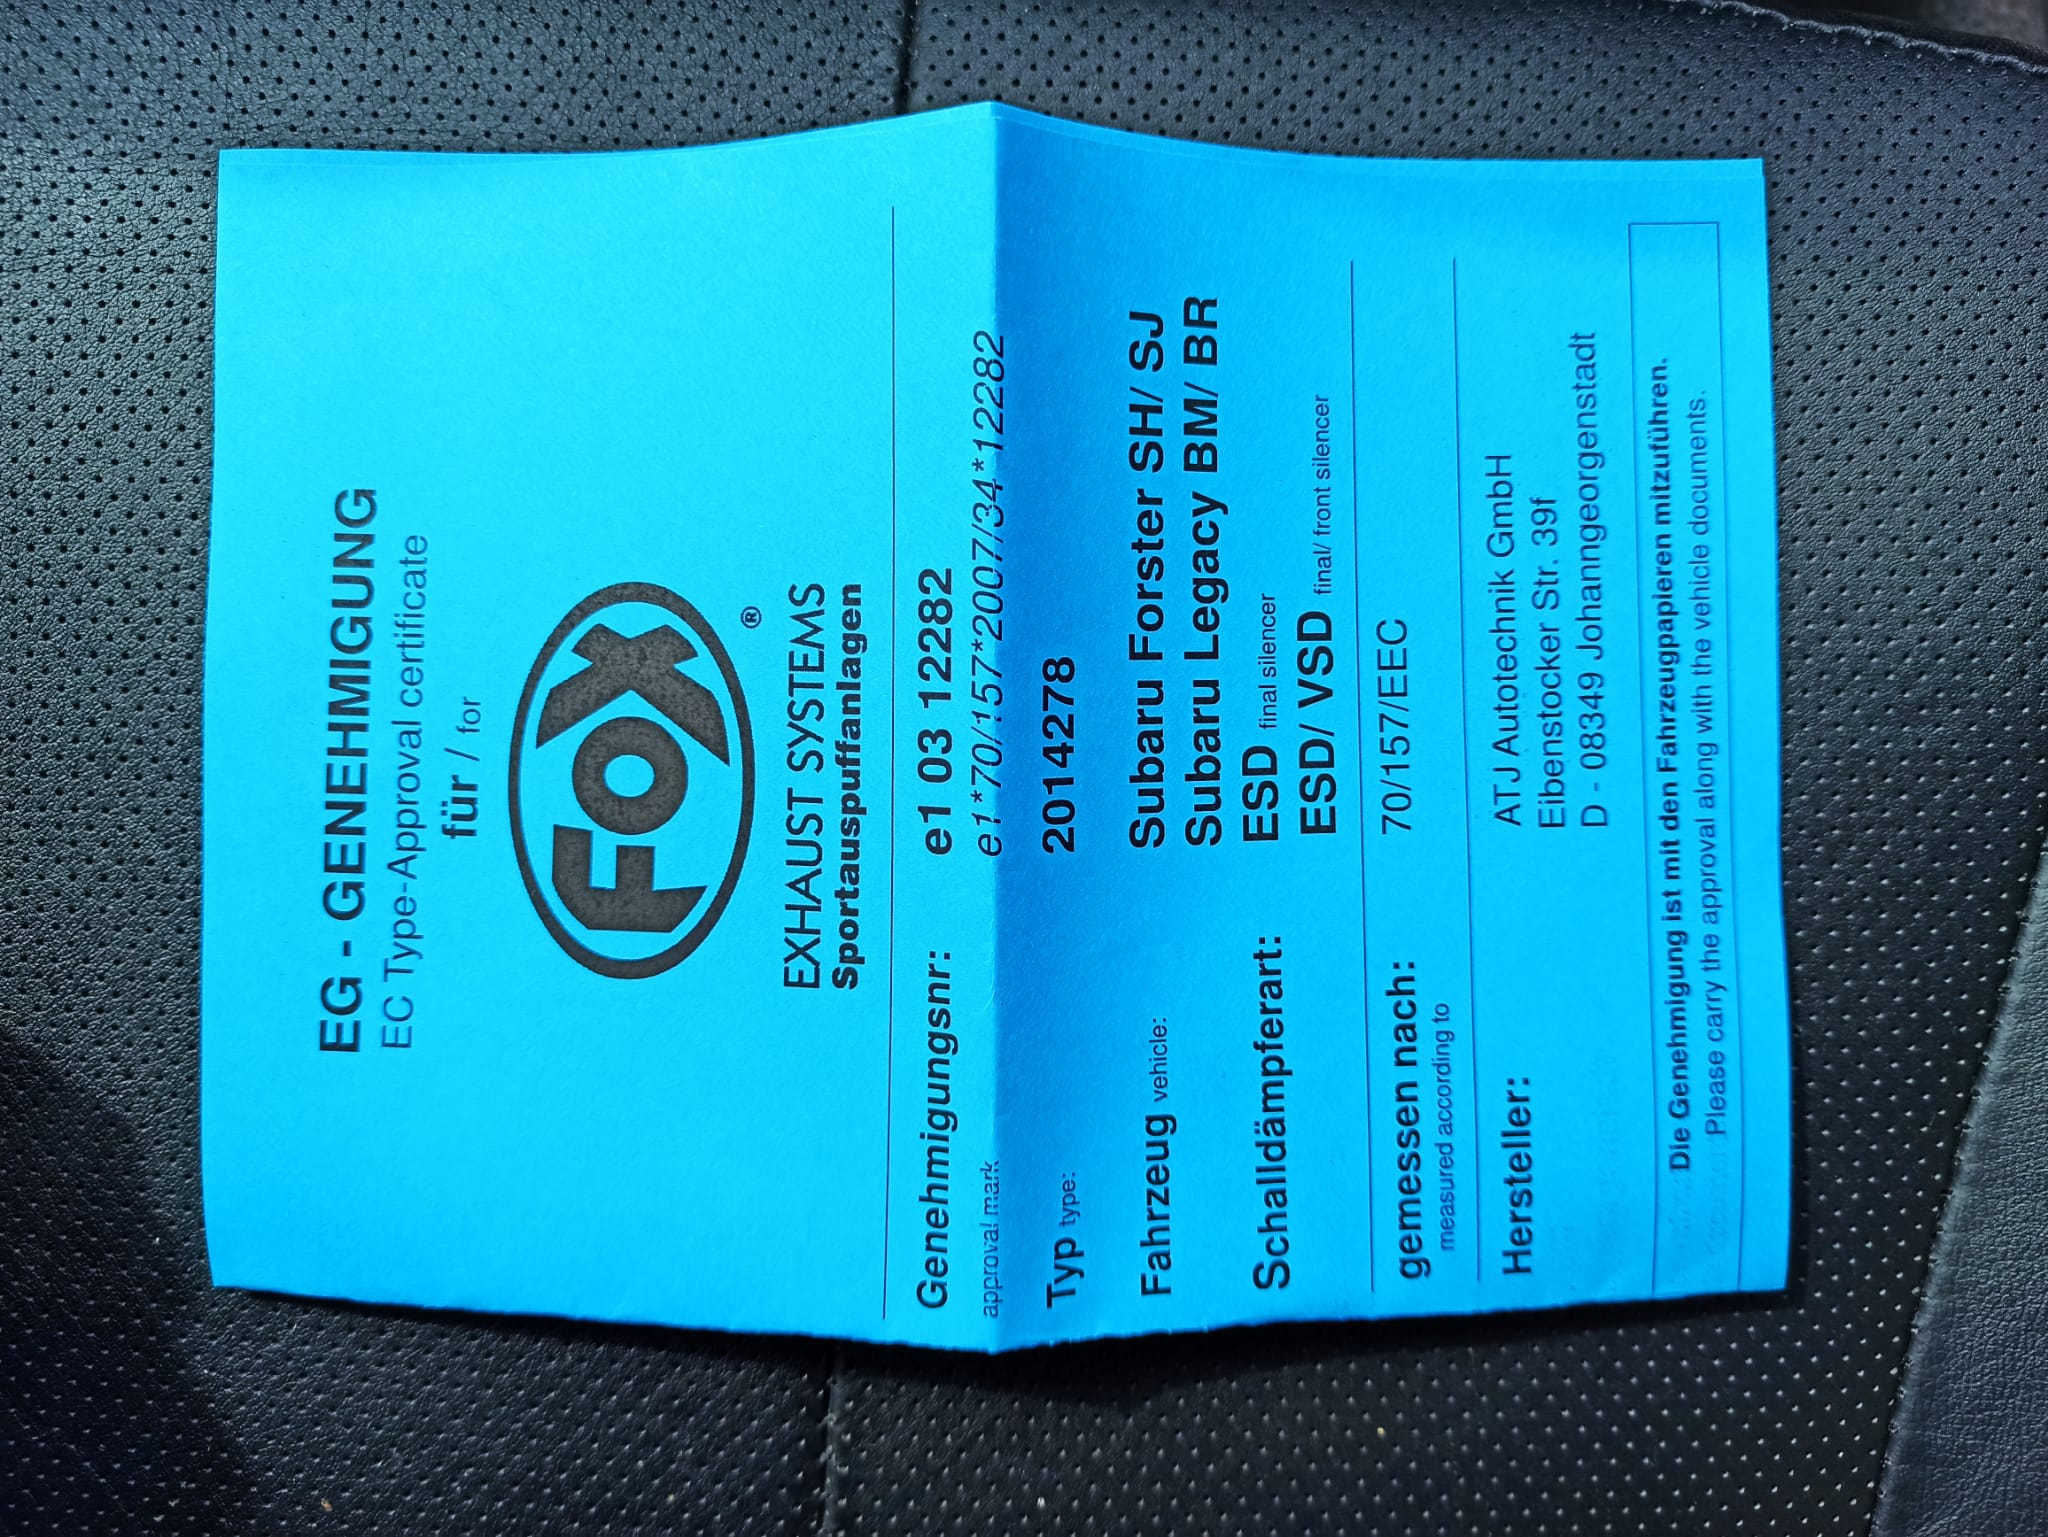 EG - GENEHMIGUNG
EC Type-Approval certificate
für / for
FOX
®
EXHAUST SYSTEMS
Sportauspuffanlagen
Genehmigungsnr: e1 03 12282
approval mark e1*70/157*2007/34*12282
Typ type: 2014278
Fahrzeug vehicle: Subaru Forster SH/ SJ
Subaru Legacy BM/ BR
Schalldämpferart: ESD final silencer
ESD/ VSD final/ front silencer
gemessen nach: 70/157/EEC
measured according to
Hersteller: ATJ Autotechnik GmbH
Eibenstocker Str. 39f
D - 08349 Johanngeorgenstadt
Die Genehmigung ist mit den Fahrzeugpapieren mitzuführen.
Please carry the approval along with the vehicle documents.